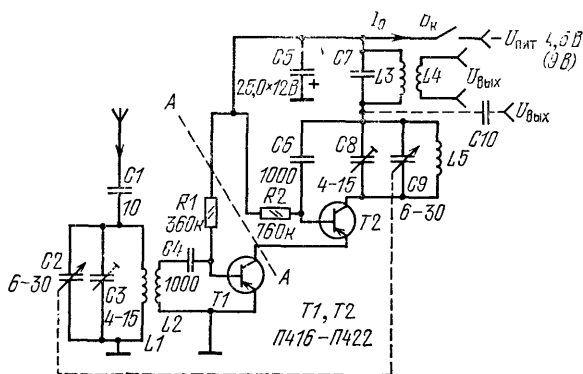 I₀ Вк Uпит 4,5В
(9В)
C5
25,0×12В
+
C7
L3 L4
Uвых
C10 Uвых
A
C1
10
C6
1000
C8
4-15
C9
6-30
L5
R1
360к
R2
760к
T2
C2
6-30
C3
4-15
C4
1000
L1
L2
T1
A
T1, T2
П416-П422